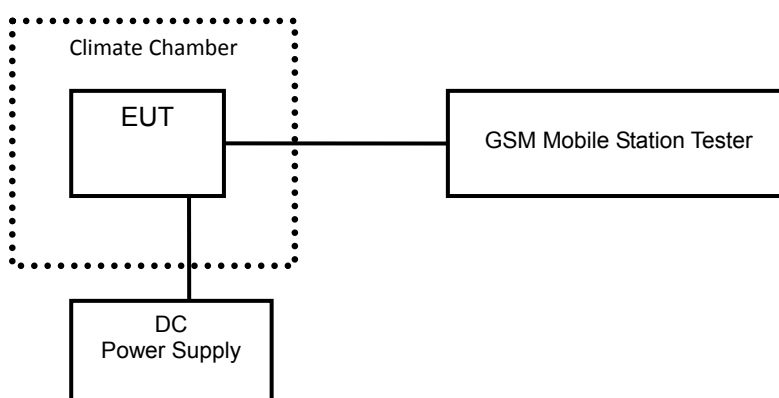 Climate Chamber
EUT
GSM Mobile Station Tester
DC
Power Supply